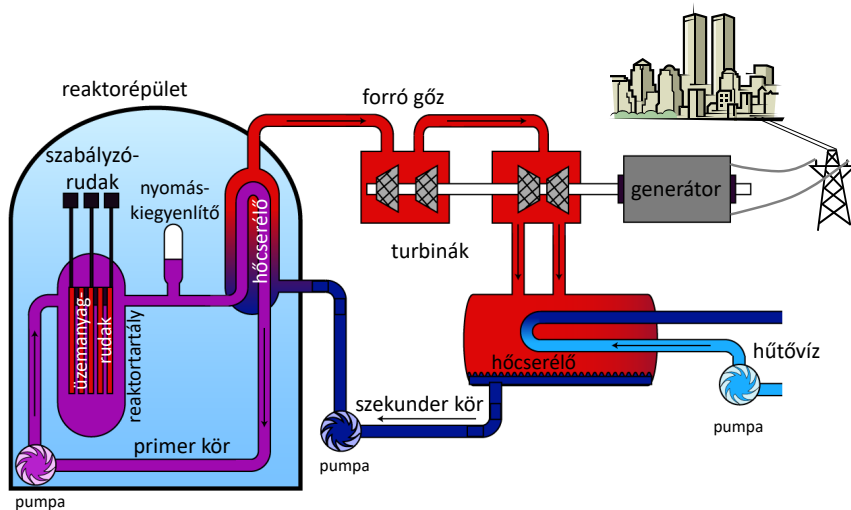 reaktorépület
forró gőz
szabályzó-
rudak
nyomás-
kiegyenlítő
hőcserélő
generátor
turbinák
üzemanyag-
rudak
reaktortartály
hőcserélő
hűtővíz
szekunder kör
primer kör
pumpa
pumpa
pumpa